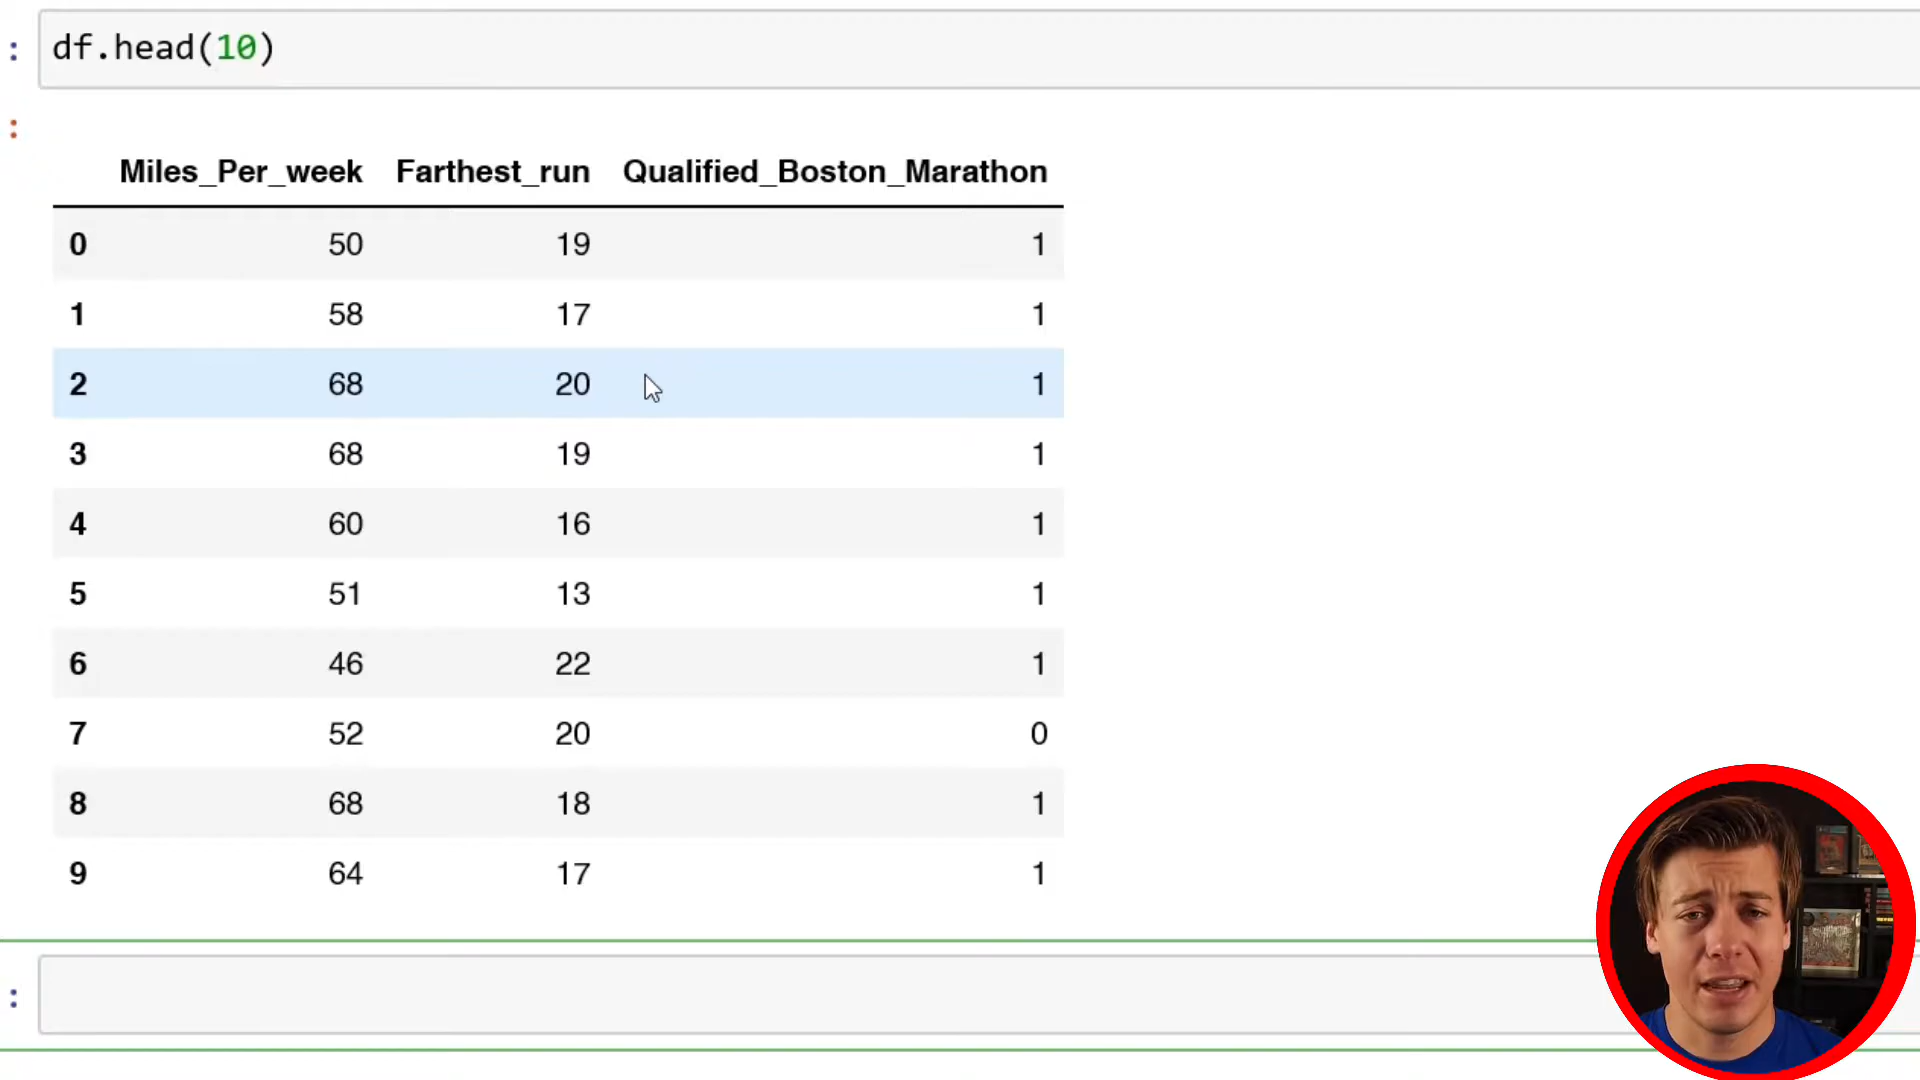 : df.head(10)
:
Miles_Per_week Farthest_run Qualified_Boston_Marathon
0 50 19 1
1 58 17 1
2 68 20 1
3 68 19 1
4 60 16 1
5 51 13 1
6 46 22 1
7 52 20 0
8 68 18 1
9 64 17 1
: